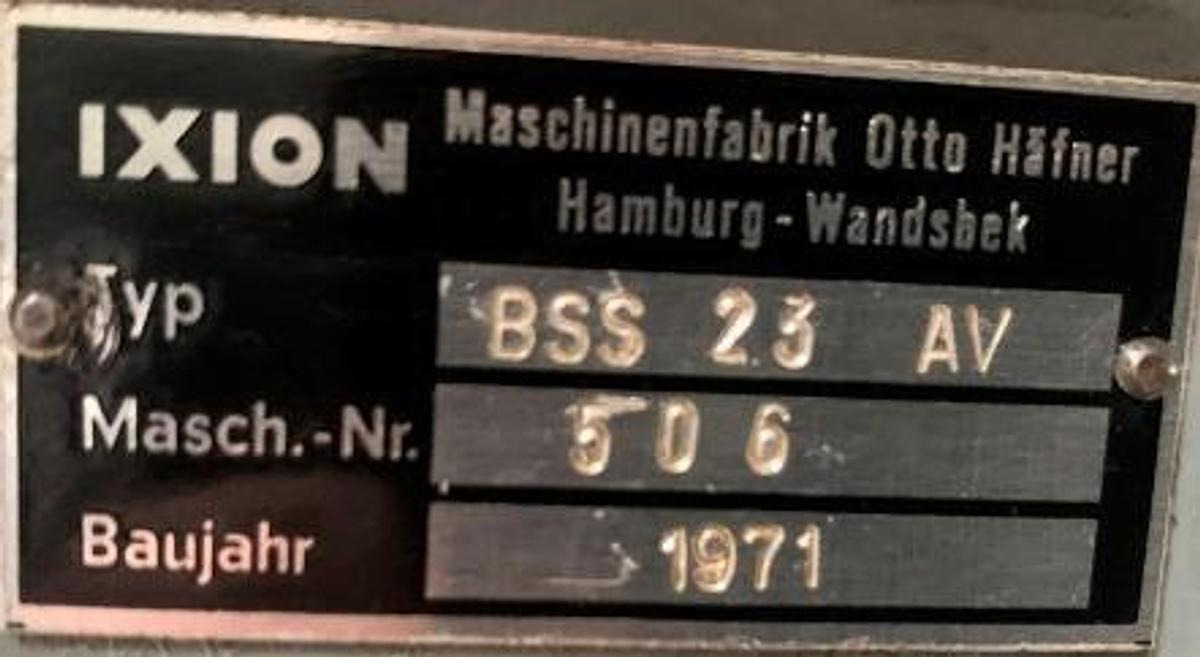 IXION Maschinenfabrik Otto Häfner
Hamburg-Wandsbek
Typ BSS 23 AV
Masch.-Nr. 506
Baujahr 1971